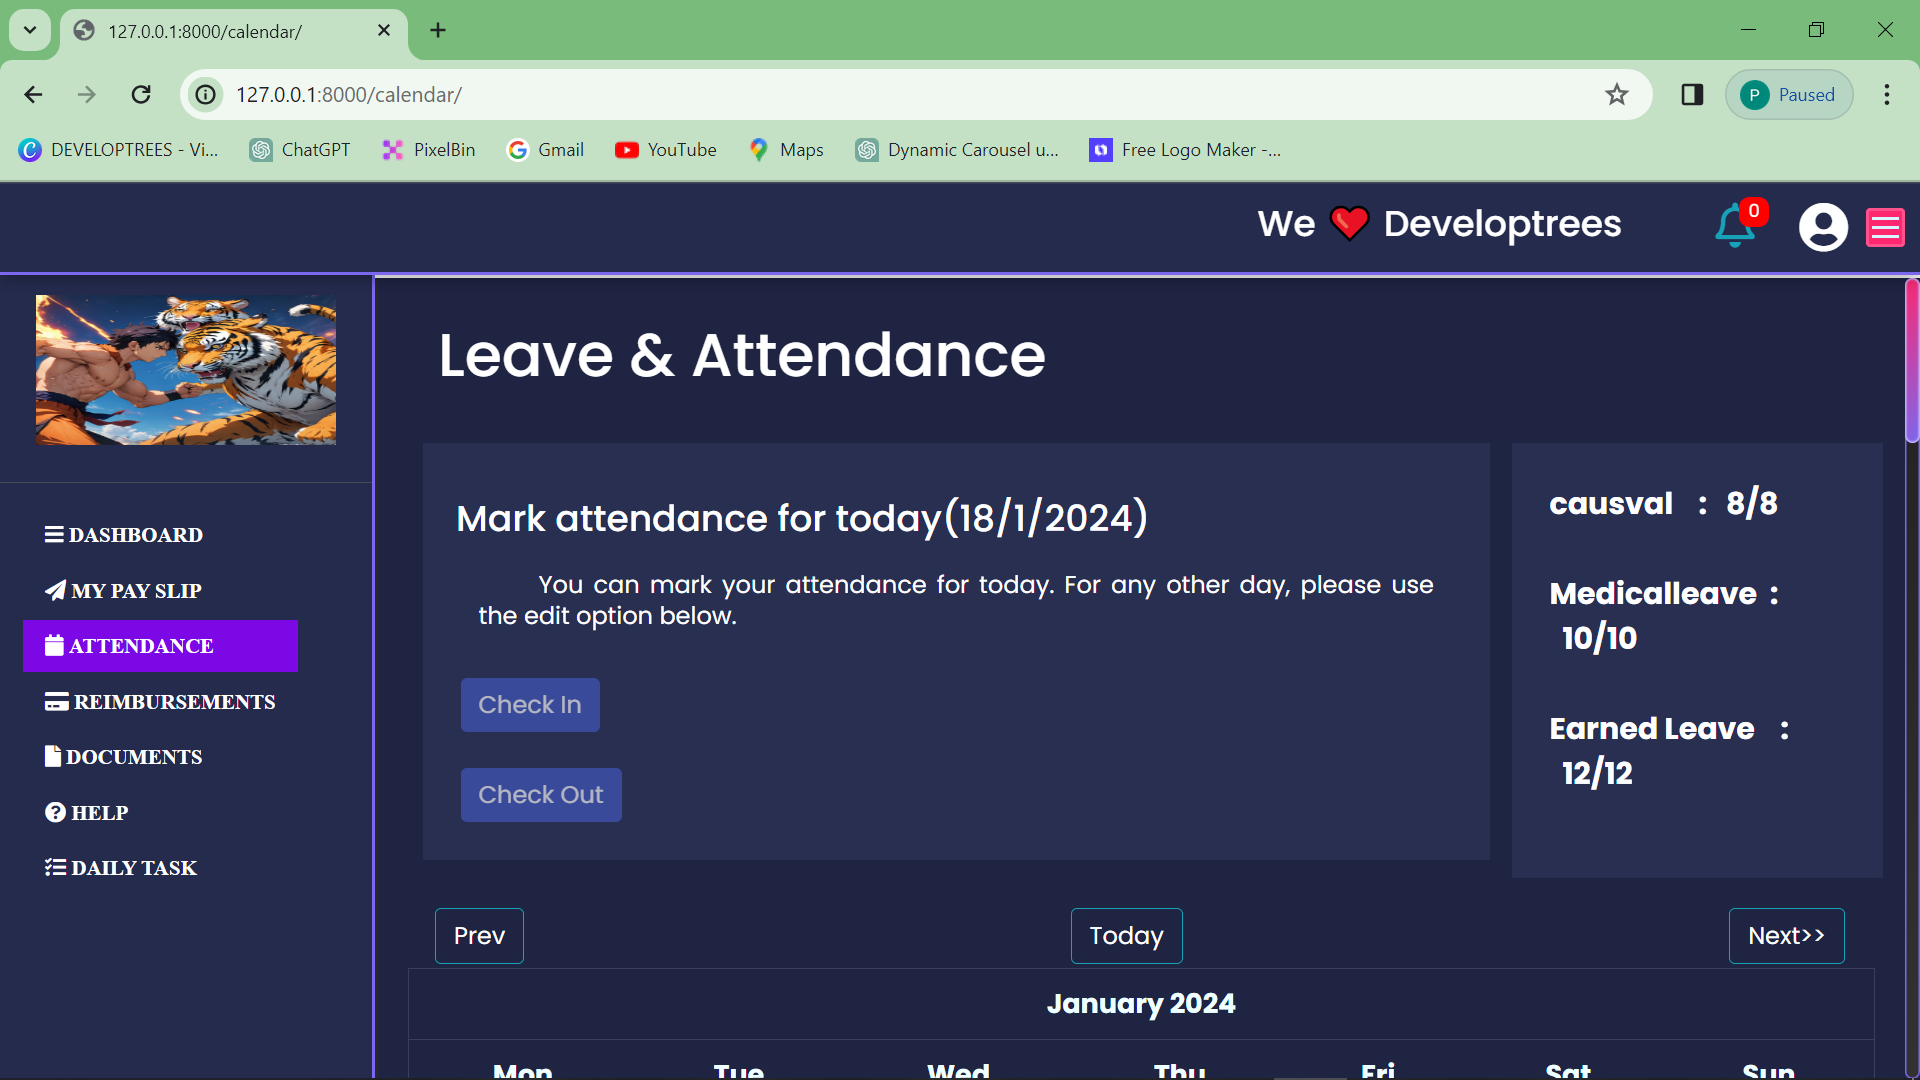 127.0.0.1:8000/calendar/
127.0.0.1:8000/calendar/
P Paused
DEVELOPTREES - Vi...
ChatGPT
PixelBin
Gmail
YouTube
Maps
Dynamic Carousel u...
Free Logo Maker -...
We Developtrees
0
Leave & Attendance
DASHBOARD
MY PAY SLIP
ATTENDANCE
REIMBURSEMENTS
DOCUMENTS
HELP
DAILY TASK
Mark attendance for today(18/1/2024)
You can mark your attendance for today. For any other day, please use
the edit option below.
Check In
Check Out
causval : 8/8
Medicalleave :
10/10
Earned Leave :
12/12
Prev
Today
Next>>
January 2024
Mon Tue Wed Thu Fri Sat Sun